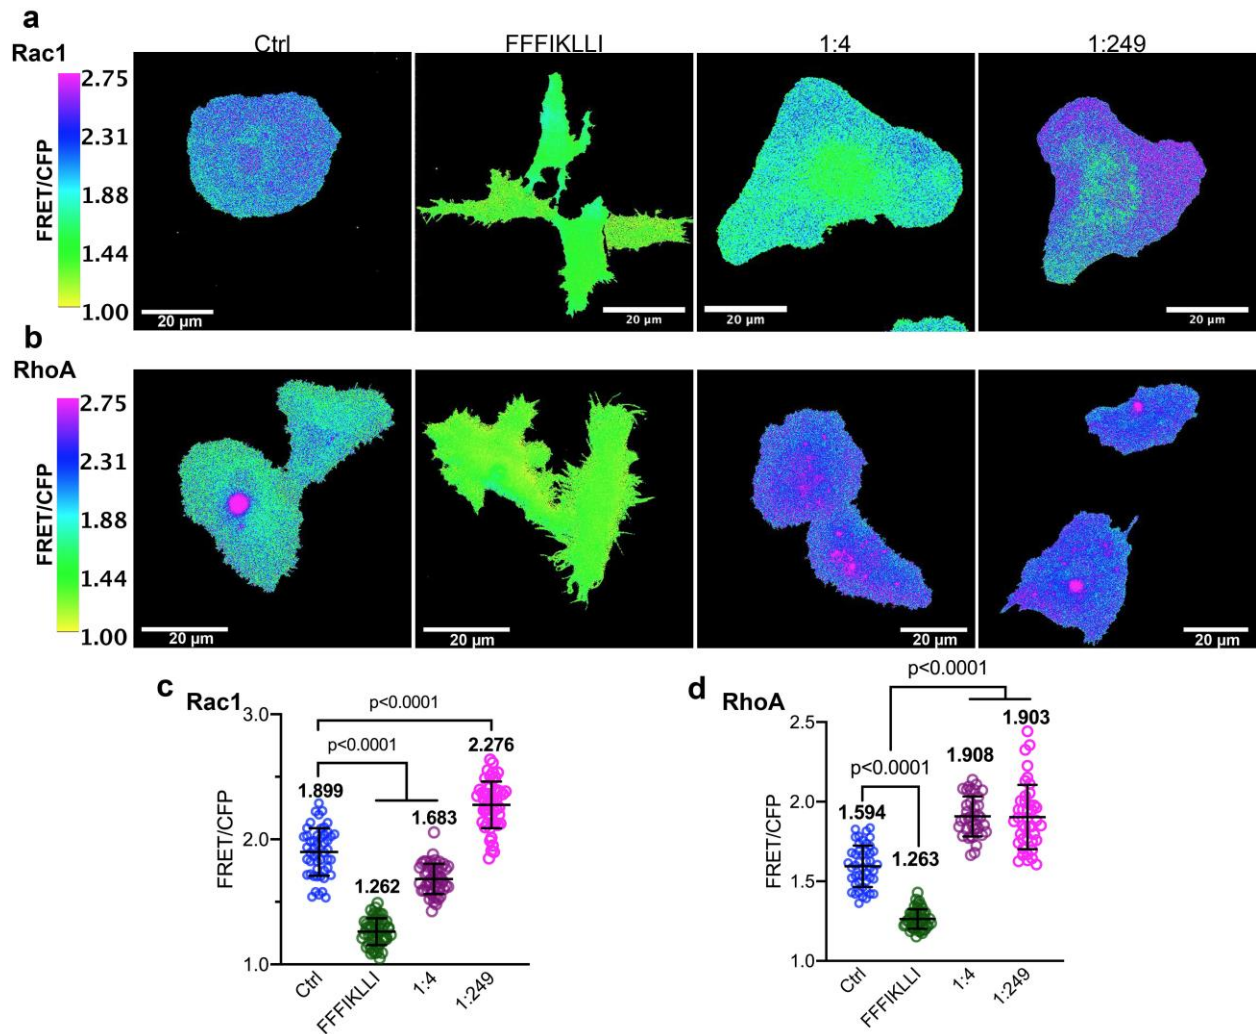 a
Rac1
Ctrl
FFFIKLLI
1:4
1:249
FRET/CFP
2.75
2.31
1.88
1.44
1.00
20 µm
20 µm
20 µm
20 µm
b
RhoA
FRET/CFP
2.75
2.31
1.88
1.44
1.00
20 µm
20 µm
20 µm
20 µm
c Rac1
p<0.0001
p<0.0001
FRET/CFP
3.0
2.0
1.0
1.899
1.262
1.683
2.276
Ctrl
FFFIKLLI
1:4
1:249
d RhoA
p<0.0001
p<0.0001
FRET/CFP
2.5
2.0
1.5
1.0
1.594
1.263
1.908
1.903
Ctrl
FFFIKLLI
1:4
1:249